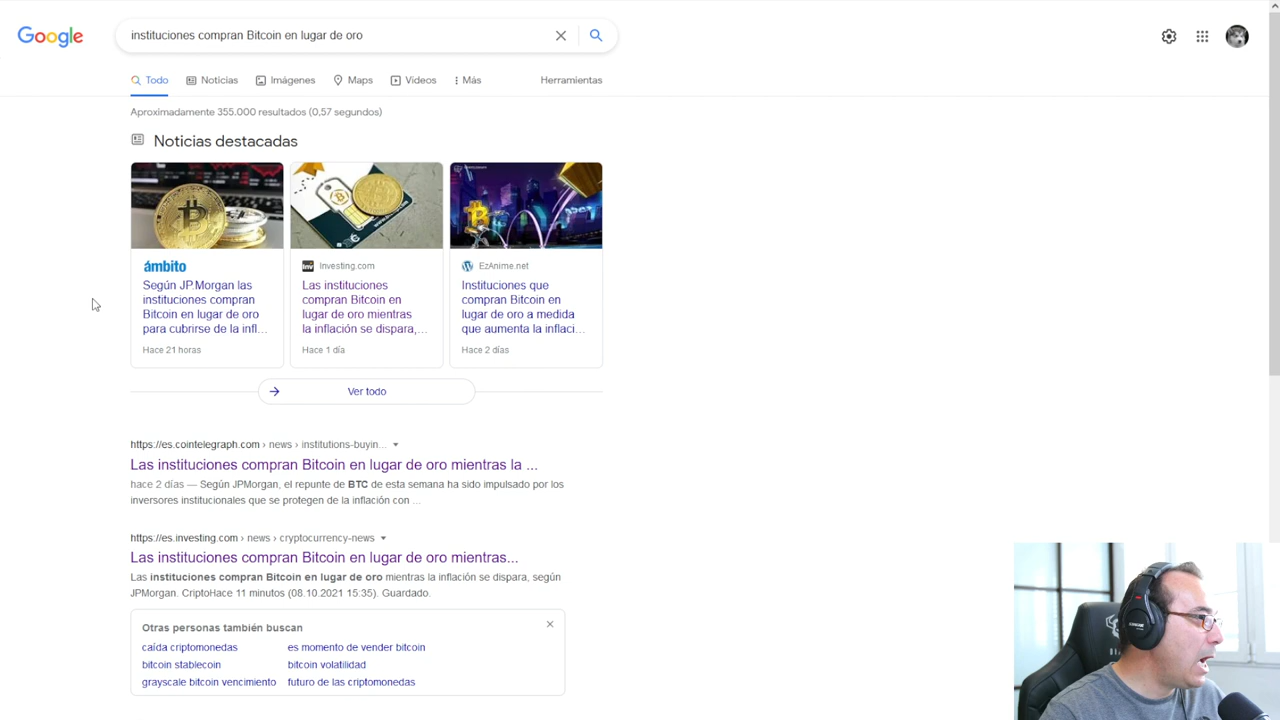 Google
instituciones compran Bitcoin en lugar de oro
Todo
Noticias
Imágenes
Maps
Vídeos
Más
Herramientas
Aproximadamente 355.000 resultados (0,57 segundos)
Noticias destacadas
ámbito
Según JP.Morgan las
instituciones compran
Bitcoin en lugar de oro
para cubrirse de la infl...
Hace 21 horas
Inv
Investing.com
Las instituciones
compran Bitcoin en
lugar de oro mientras
la inflación se dispara,...
Hace 1 día
EzAnime.net
Instituciones que
compran Bitcoin en
lugar de oro a medida
que aumenta la inflaci...
Hace 2 días
Ver todo
https://es.cointelegraph.com › news › institutions-buyin...
Las instituciones compran Bitcoin en lugar de oro mientras la ...
hace 2 días — Según JPMorgan, el repunte de BTC de esta semana ha sido impulsado por los
inversores institucionales que se protegen de la inflación con ...
https://es.investing.com › news › cryptocurrency-news
Las instituciones compran Bitcoin en lugar de oro mientras...
Las instituciones compran Bitcoin en lugar de oro mientras la inflación se dispara, según
JPMorgan. CriptoHace 11 minutos (08.10.2021 15:35). Guardado.
Otras personas también buscan
caída criptomonedas
es momento de vender bitcoin
bitcoin stablecoin
bitcoin volatilidad
grayscale bitcoin vencimiento
futuro de las criptomonedas